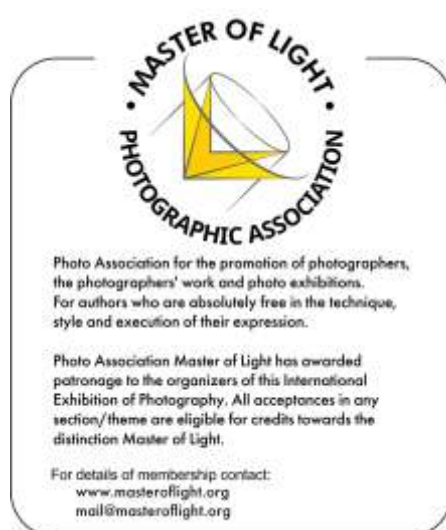 • MASTER OF LIGHT •
PHOTOGRAPHIC ASSOCIATION
Photo Association for the promotion of photographers,
the photographers' work and photo exhibitions.
For authors who are absolutely free in the technique,
style and execution of their expression.
Photo Association Master of Light has awarded
patronage to the organizers of this International
Exhibition of Photography. All acceptances in any
section/theme are eligible for credits towards the
distinction Master of Light.
For details of membership contact:
www.masteroflight.org
mail@masteroflight.org